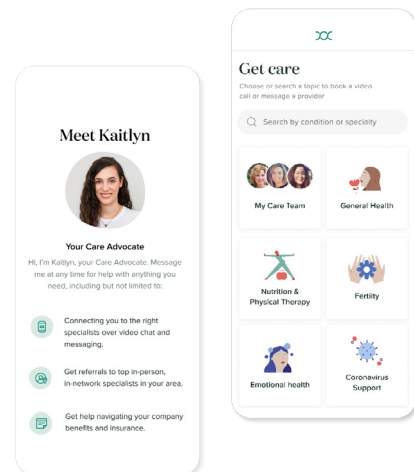 Meet Kaitlyn
Your Care Advocate
Hi, I'm Kaitlyn, your Care Advocate. Message
me at any time for help with anything you
need, including but not limited to:
Connecting you to the right
specialists over video chat and
messaging.
Get referrals to top in-person,
in-network specialists in your area.
Get help navigating your company
benefits and insurance.
Get care
Choose or search a topic to book a video
call or message a provider
Search by condition or specialty
My Care Team
General Health
Nutrition &
Physical Therapy
Fertility
Emotional health
Coronavirus
Support